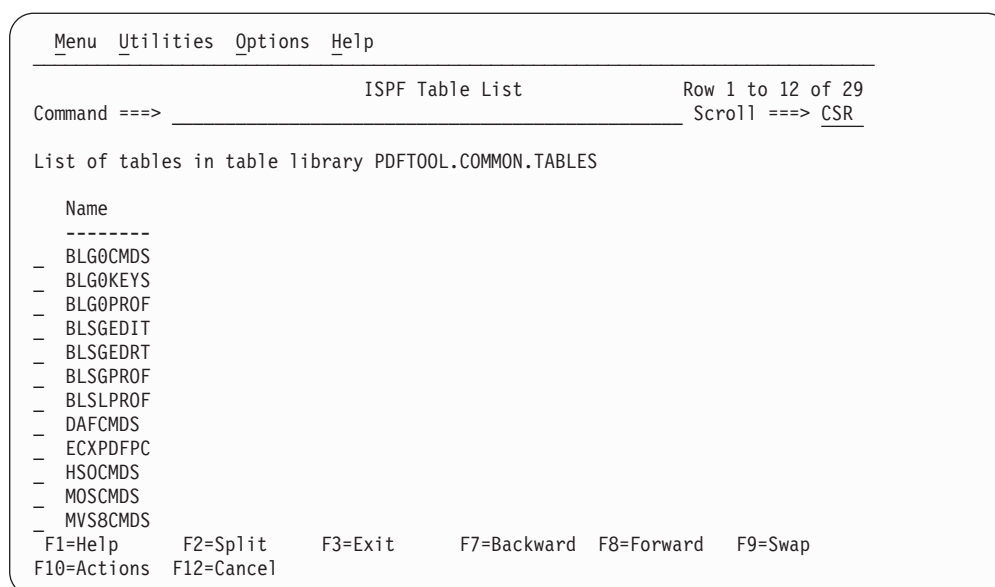 Menu Utilities Options Help
ISPF Table List Row 1 to 12 of 29
Command ===> Scroll ===> CSR
List of tables in table library PDFTOOL.COMMON.TABLES
Name
--------
_ BLG0CMDS
_ BLG0KEYS
_ BLG0PROF
_ BLSGEDIT
_ BLSGEDRT
_ BLSGPROF
_ BLSLPROF
_ DAFCMDS
_ ECXPDFPC
_ HSOCMDS
_ MOSCMDS
_ MVS8CMDS
F1=Help F2=Split F3=Exit F7=Backward F8=Forward F9=Swap
F10=Actions F12=Cancel